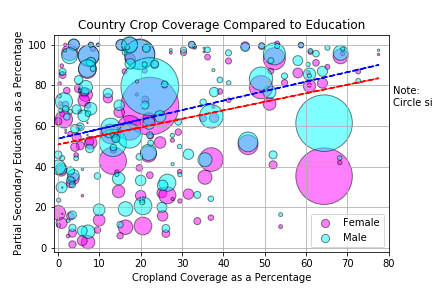 Country Crop Coverage Compared to Education
Partial Secondary Education as a Percentage
100
80
60
40
20
0
0 10 20 30 40 50 60 70 80
Cropland Coverage as a Percentage
Note:
Circle si
Female
Male